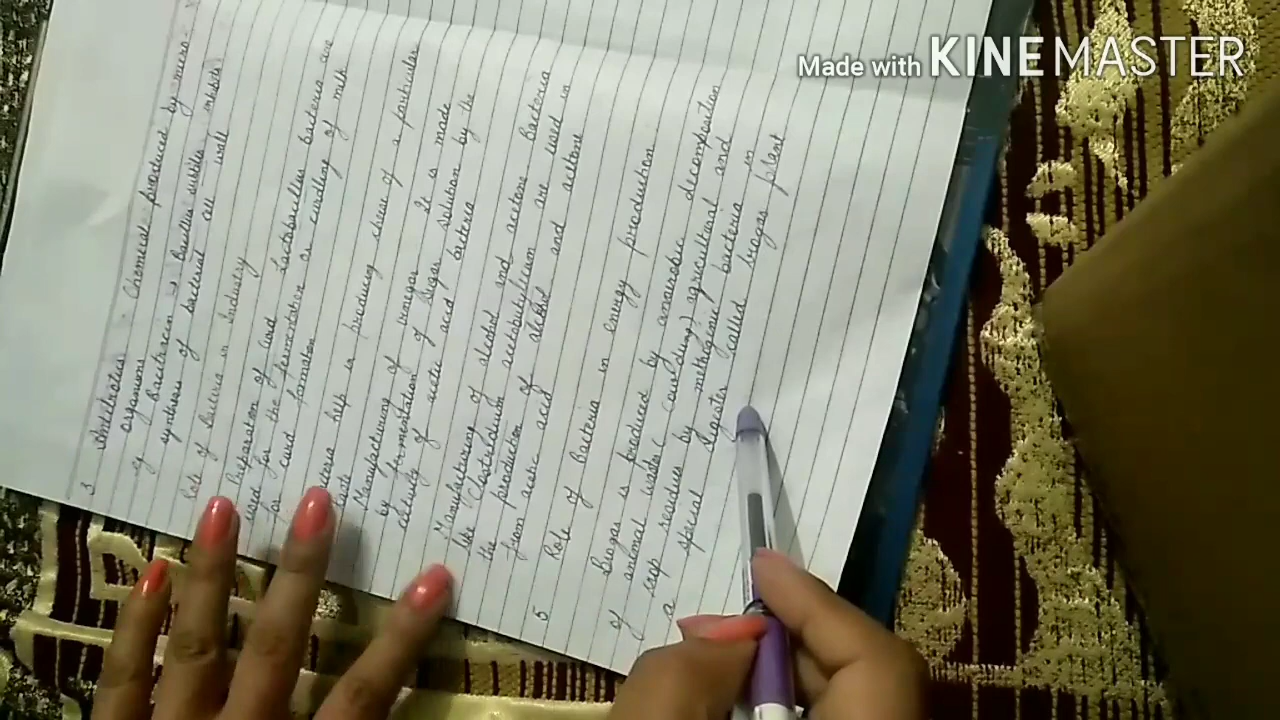 Made with KINEMASTER
3 Antibiotics :- Chemical produced by micro-
organisms
eg Bacitracin → Bacillus subtilis inhibits
synthesis of bacterial cell wall
Role of Bacteria in Industry
Preparation of curd Lactobacillus bacteria are
used for the fermentation or curdling of milk
for curd formation
help in producing cheese of a particular
taste
Manufacturing of vinegar It is made
by fermentation of sugar solution by the
activity of acetic acid bacteria
Manufacturing of alcohol and acetone Bacteria
like Clostridium acetobutylicum are used in
the production of alcohol and acetone
from acetic acid
5 Role of Bacteria in energy production
Biogas is produced by anaerobic decomposition
of animal waste agricultural and
crop residues by bacteria in
a special digester called biogas plant